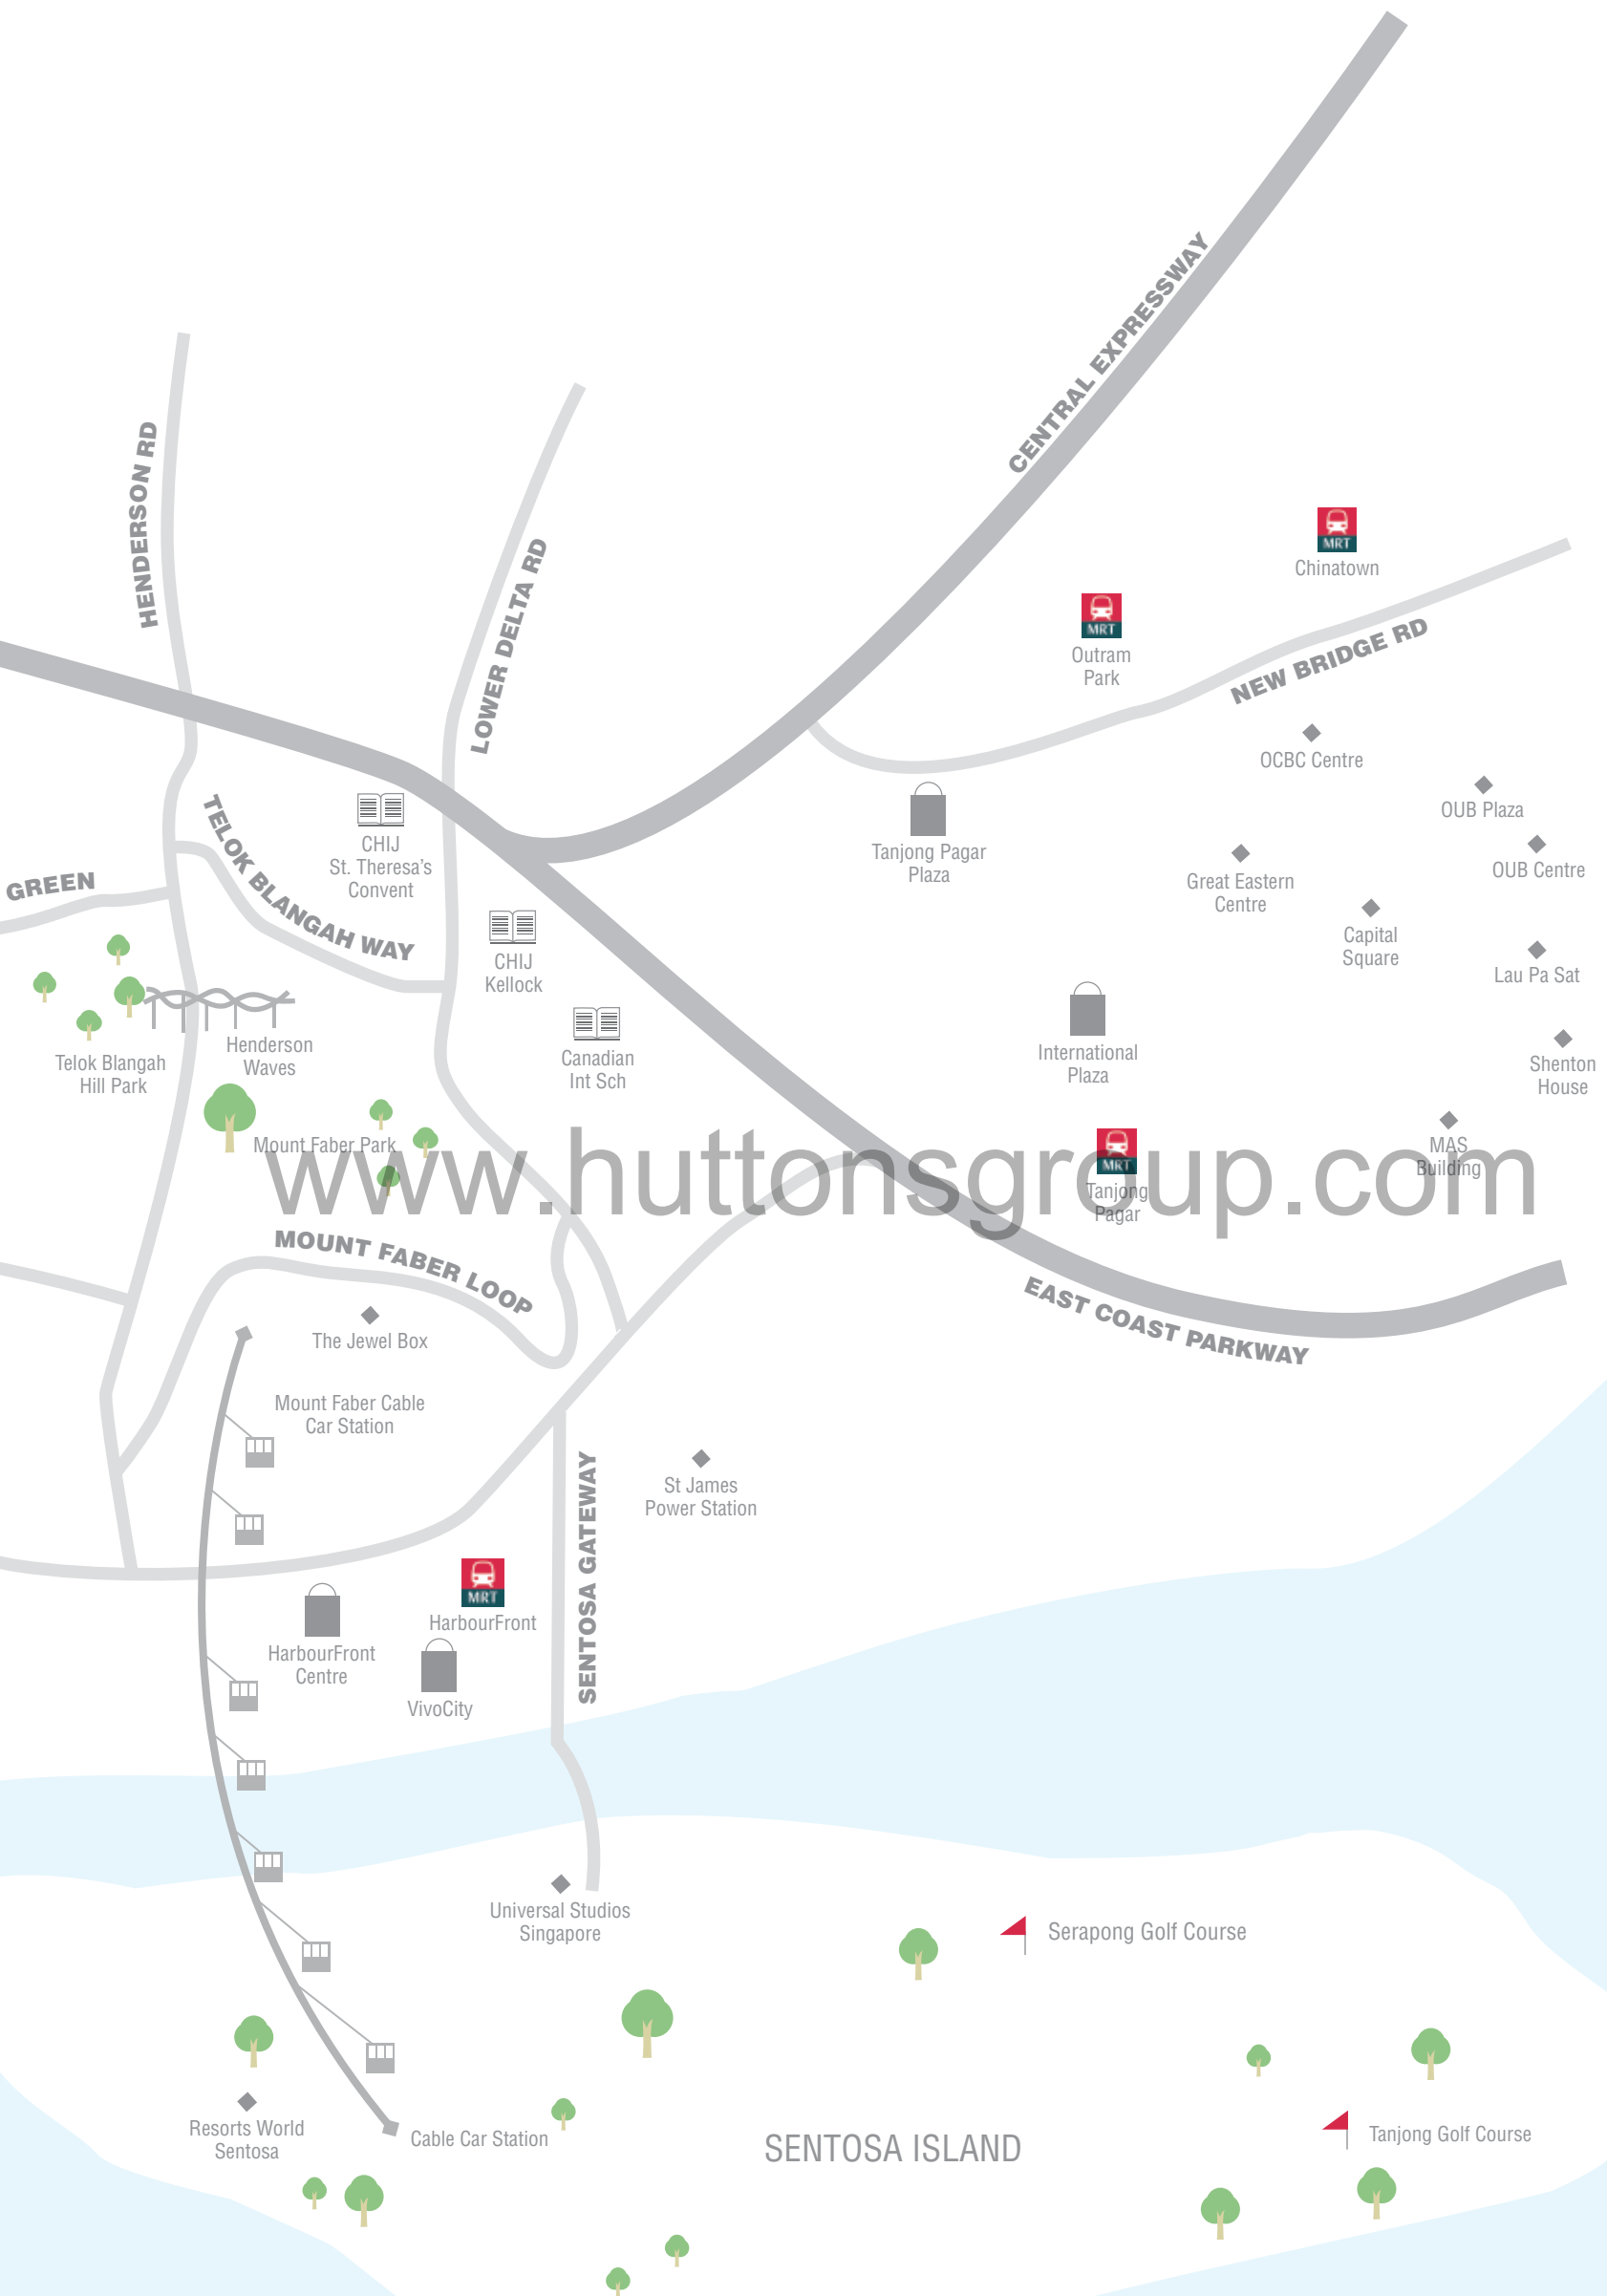 CENTRAL EXPRESSWAY
HENDERSON RD
LOWER DELTA RD
MRT
Chinatown
MRT
Outram
Park
NEW BRIDGE RD
OCBC Centre
OUB Plaza
OUB Centre
TELOK BLANGAH WAY
CHIJ
St. Theresa's
Convent
Tanjong Pagar
Plaza
Great Eastern
Centre
GREEN
Capital
Square
Lau Pa Sat
CHIJ
Kellock
Canadian
Int Sch
International
Plaza
Shenton
House
Henderson
Waves
Telok Blangah
Hill Park
Mount Faber Park
MRT
Tanjong
Pagar
MAS
Building
www.huttonsgroup.com
MOUNT FABER LOOP
EAST COAST PARKWAY
The Jewel Box
Mount Faber Cable
Car Station
SENTOSA GATEWAY
St James
Power Station
MRT
HarbourFront
HarbourFront
Centre
VivoCity
Universal Studios
Singapore
Serapong Golf Course
Resorts World
Sentosa
Cable Car Station
SENTOSA ISLAND
Tanjong Golf Course